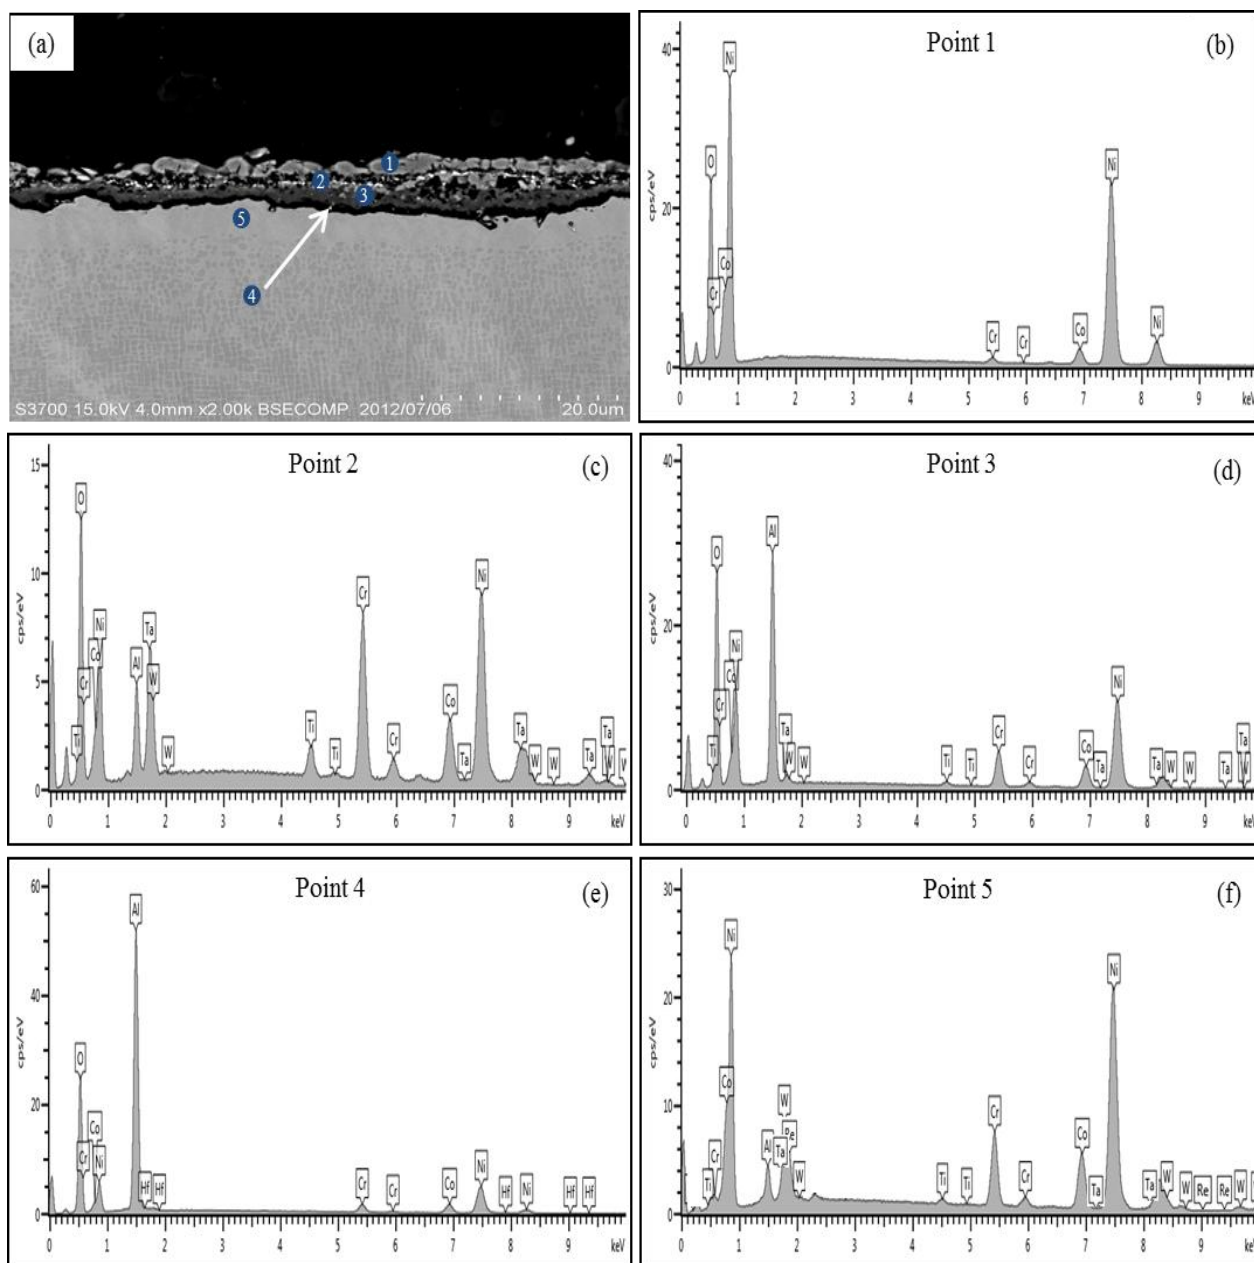 (a)
1
2
3
5
4
S3700 15.0kV 4.0mm x2.00k BSECOMP 2012/07/06 20.0um
Point 1
(b)
cps/eV
40
20
0
Ni
O
Co
Cr
Cr
Cr
Co
Ni
Ni
0 1 2 3 4 5 6 7 8 9 keV
Point 2
(c)
cps/eV
15
10
5
0
O
Ti
Cr
Co
Ni
Al
Ta
W
W
Ti
Ti
Cr
Cr
Co
Ta
Ni
Ta
W
W
Ta
Ta
W
0 1 2 3 4 5 6 7 8 9 keV
Point 3
(d)
cps/eV
40
20
0
O
Ti
Cr
Co
Ni
Al
Ta
W
W
Ti
Ti
Cr
Cr
Co
Ta
Ni
Ta
W
W
Ta
Ta
W
0 1 2 3 4 5 6 7 8 9 keV
Point 4
(e)
cps/eV
60
40
20
0
O
Cr
Co
Ni
Al
Hf
Hf
Cr
Cr
Co
Ni
Hf
Ni
Hf
Hf
0 1 2 3 4 5 6 7 8 9 keV
Point 5
(f)
cps/eV
30
20
10
0
Ti
Cr
Co
Ni
Al
Ta
W
Re
W
Ti
Ti
Cr
Cr
Co
Ta
Ni
Ta
W
W
Re
Re
W
0 1 2 3 4 5 6 7 8 9 keV